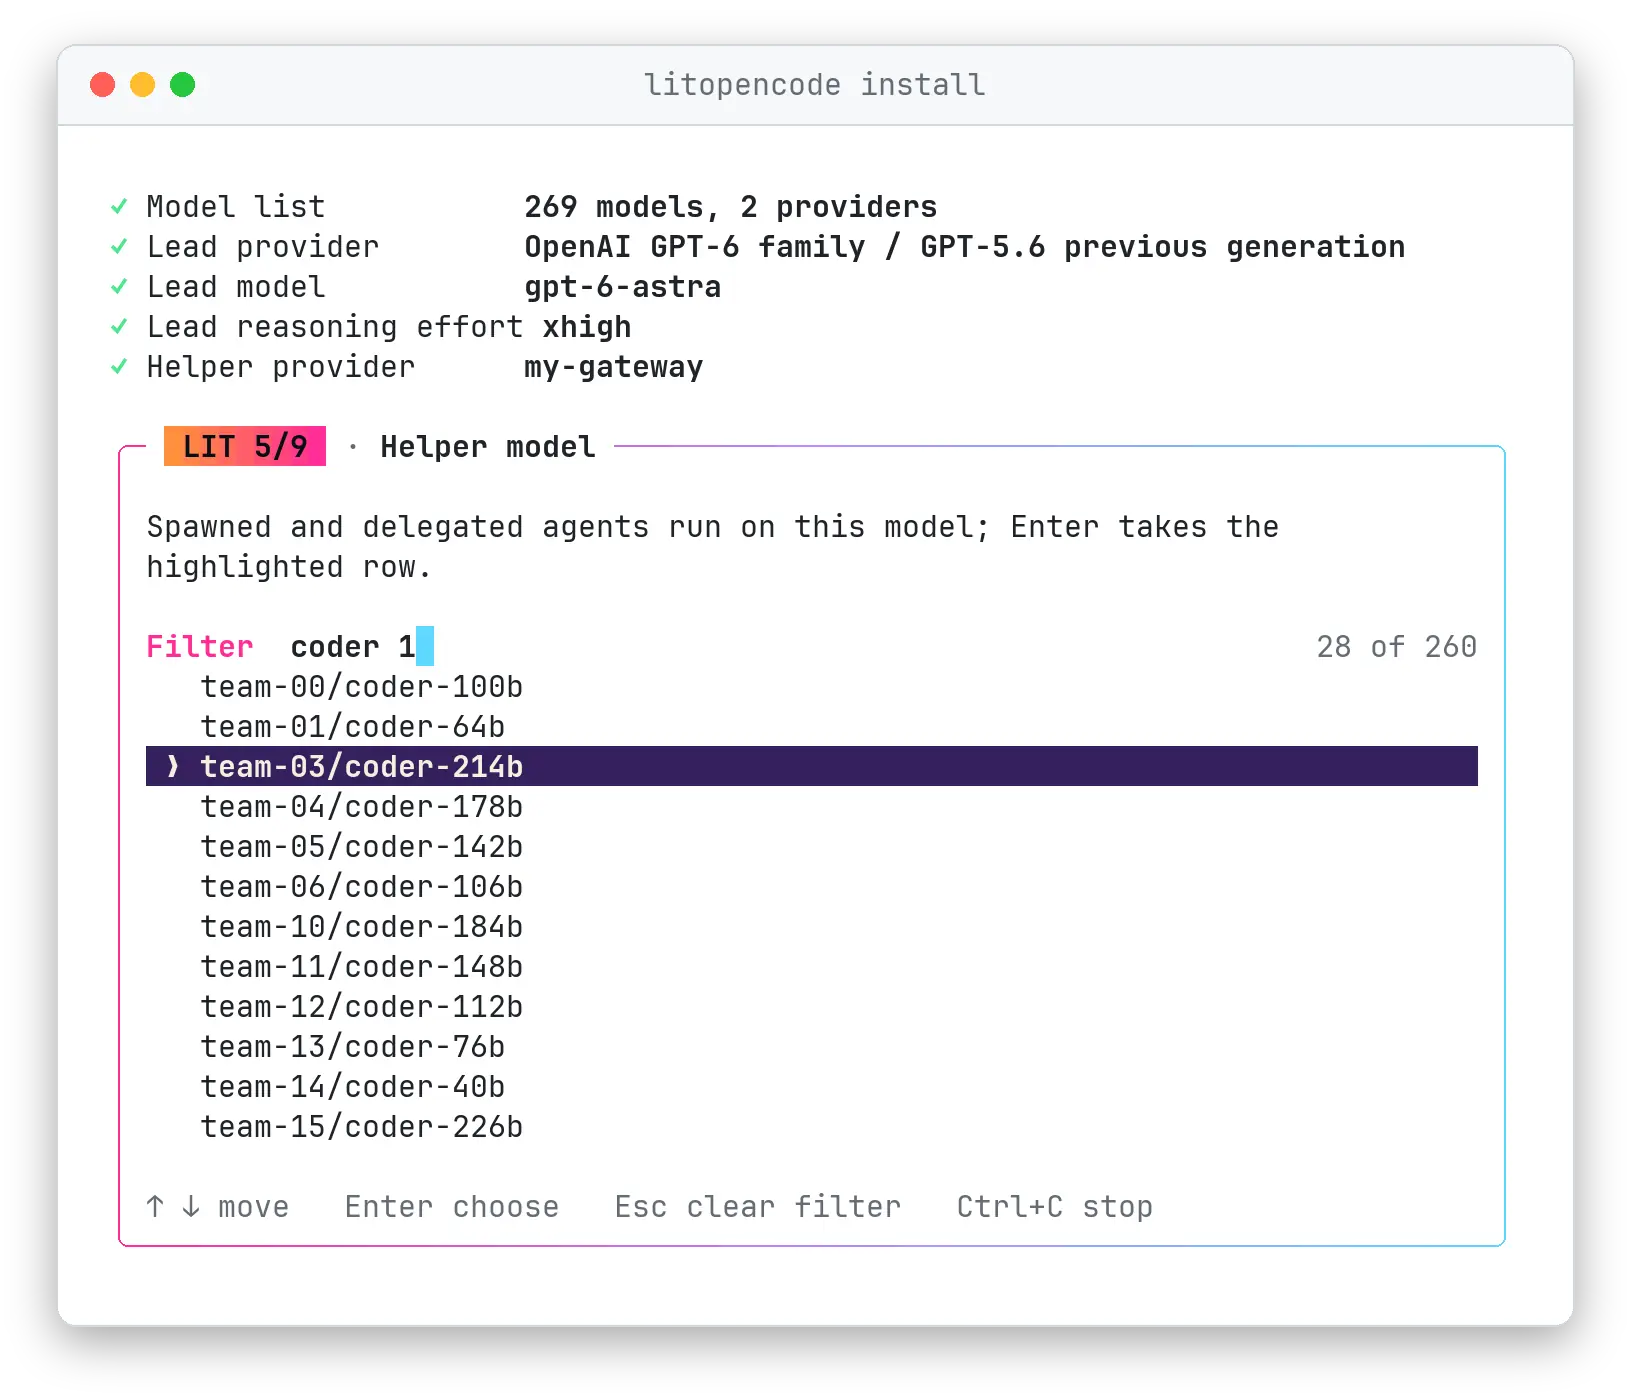 litopencode install
✓ Model list 269 models, 2 providers
✓ Lead provider OpenAI GPT-6 family / GPT-5.6 previous generation
✓ Lead model gpt-6-astra
✓ Lead reasoning effort xhigh
✓ Helper provider my-gateway
LIT 5/9 · Helper model
Spawned and delegated agents run on this model; Enter takes the
highlighted row.
Filter coder 1 28 of 260
team-00/coder-100b
team-01/coder-64b
❯ team-03/coder-214b
team-04/coder-178b
team-05/coder-142b
team-06/coder-106b
team-10/coder-184b
team-11/coder-148b
team-12/coder-112b
team-13/coder-76b
team-14/coder-40b
team-15/coder-226b
↑ ↓ move Enter choose Esc clear filter Ctrl+C stop